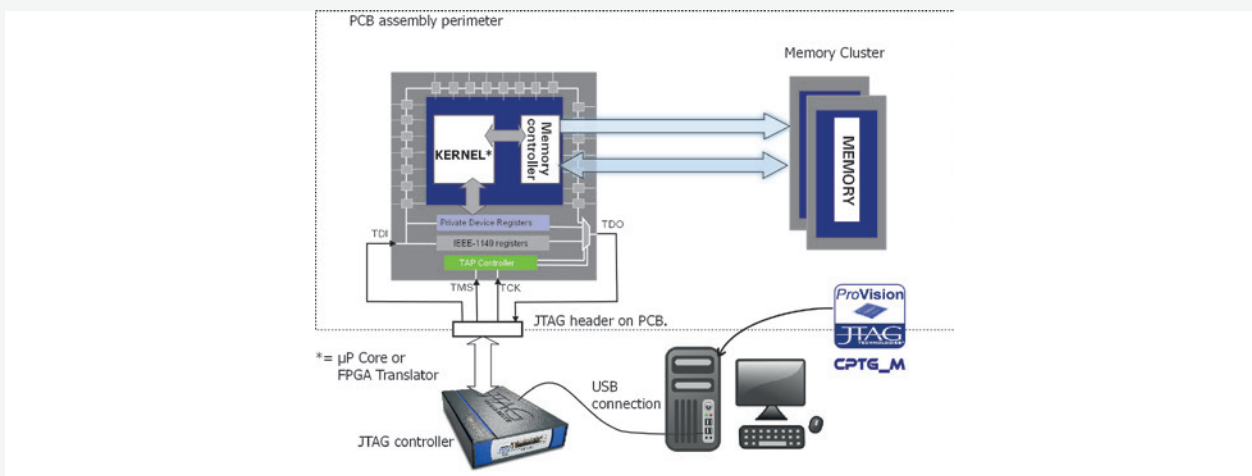 PCB assembly perimeter
Memory Cluster
KERNEL*
Memory
controller
MEMORY
Private Device Registers
IEEE-1149 registers
TAP Controller
TDI
TDO
TMS
TCK
JTAG header on PCB.
*= µP Core or
FPGA Translator
JTAG controller
USB
connection
ProVision
JTAG
TECHNOLOGIES
CPTG_M